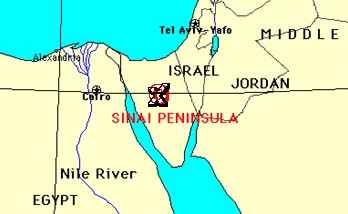 Tel Aviv-Yafo
MIDDLE
Alexandria
ISRAEL
JORDAN
Cairo
SINAI PENINSULA
Nile River
EGYPT